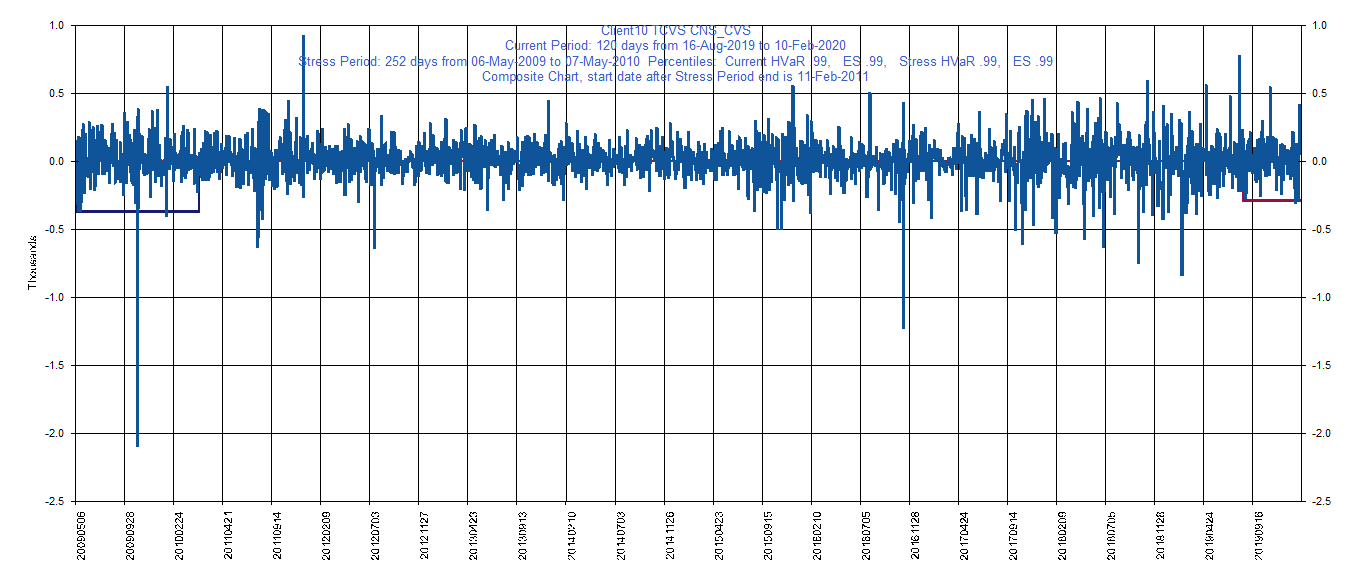 Client10 TCVS CNS_CVS
Current Period: 120 days from 16-Aug-2019 to 10-Feb-2020
Stress Period: 252 days from 06-May-2009 to 07-May-2010 Percentiles: Current HVaR .99, ES .99, Stress HVaR .99, ES .99
Composite Chart, start date after Stress Period end is 11-Feb-2011
1.0 1.0
0.5 0.5
0.0 0.0
-0.5 -0.5
Thousands
-1.0 -1.0
-1.5 -1.5
-2.0 -2.0
-2.5 -2.5
20090506 20090928 20100224 20110421 20110914 20120209 20120703 20121127 20130423 20130913 20140210 20140703 20141126 20150423 20150915 20160210 20160705 20161128 20170424 20170914 20180209 20180705 20181128 20190424 20190916